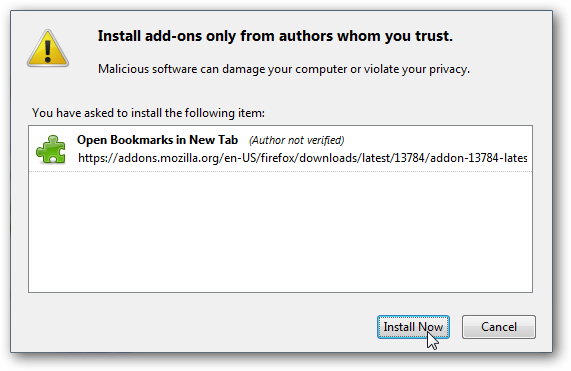 Install add-ons only from authors whom you trust.
Malicious software can damage your computer or violate your privacy.
You have asked to install the following item:
Open Bookmarks in New Tab (Author not verified)
https://addons.mozilla.org/en-US/firefox/downloads/latest/13784/addon-13784-lates
Install Now Cancel